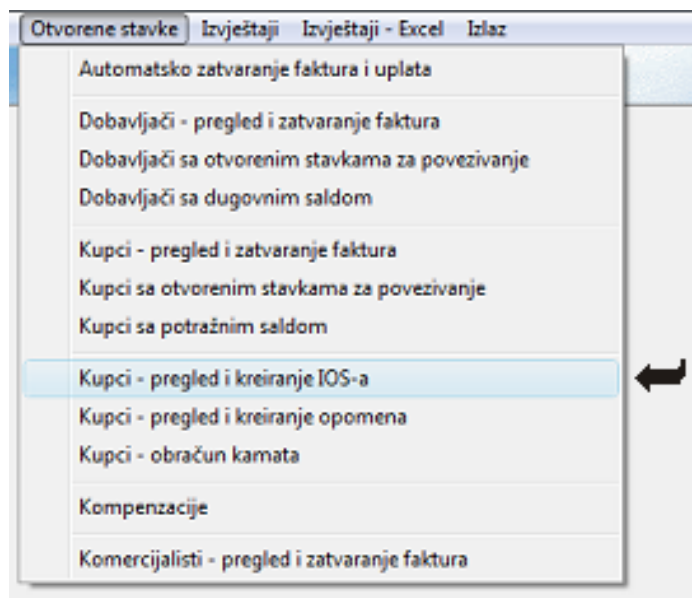 Otvorene stavke Izvještaji Izvještaji - Excel Izlaz
Automatsko zatvaranje faktura i uplata
Dobavljači - pregled i zatvaranje faktura
Dobavljači sa otvorenim stavkama za povezivanje
Dobavljači sa dugovnim saldom
Kupci - pregled i zatvaranje faktura
Kupci sa otvorenim stavkama za povezivanje
Kupci sa potražnim saldom
Kupci - pregled i kreiranje IOS-a
Kupci - pregled i kreiranje opomena
Kupci - obračun kamata
Kompenzacije
Komercijalisti - pregled i zatvaranje faktura